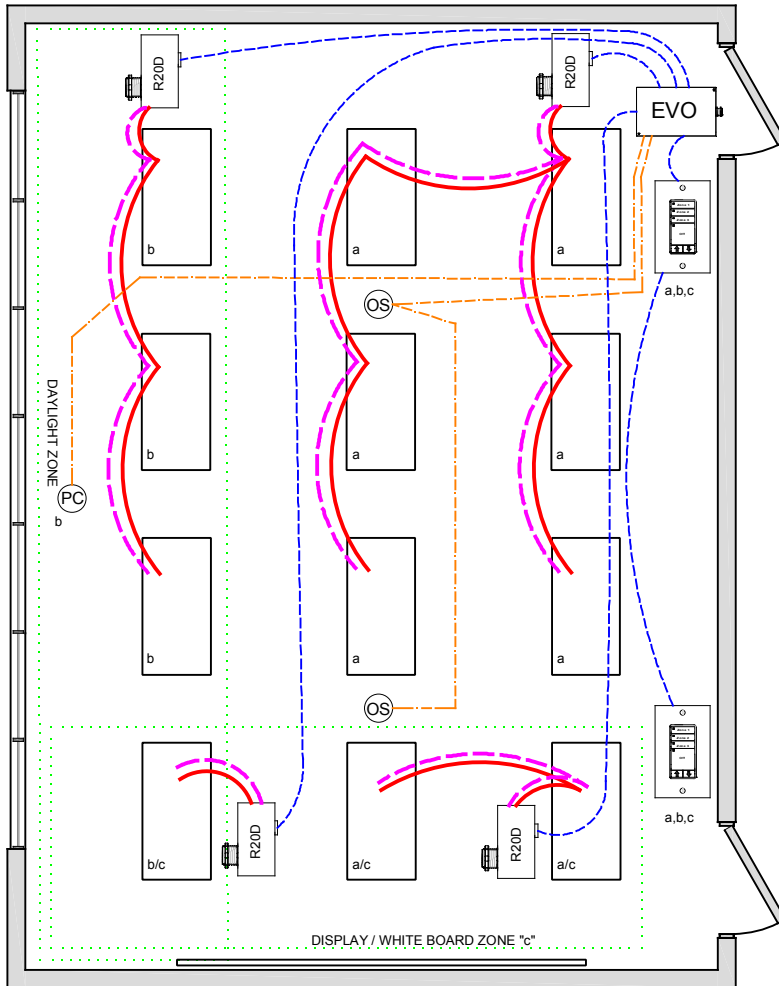 R20D
R20D
EVO
b
a
a
a,b,c
OS
DAYLIGHT ZONE
b
a
a
PC
b
b
a
a
OS
b/c
R20D
a/c
R20D
a/c
a,b,c
DISPLAY / WHITE BOARD ZONE "c"